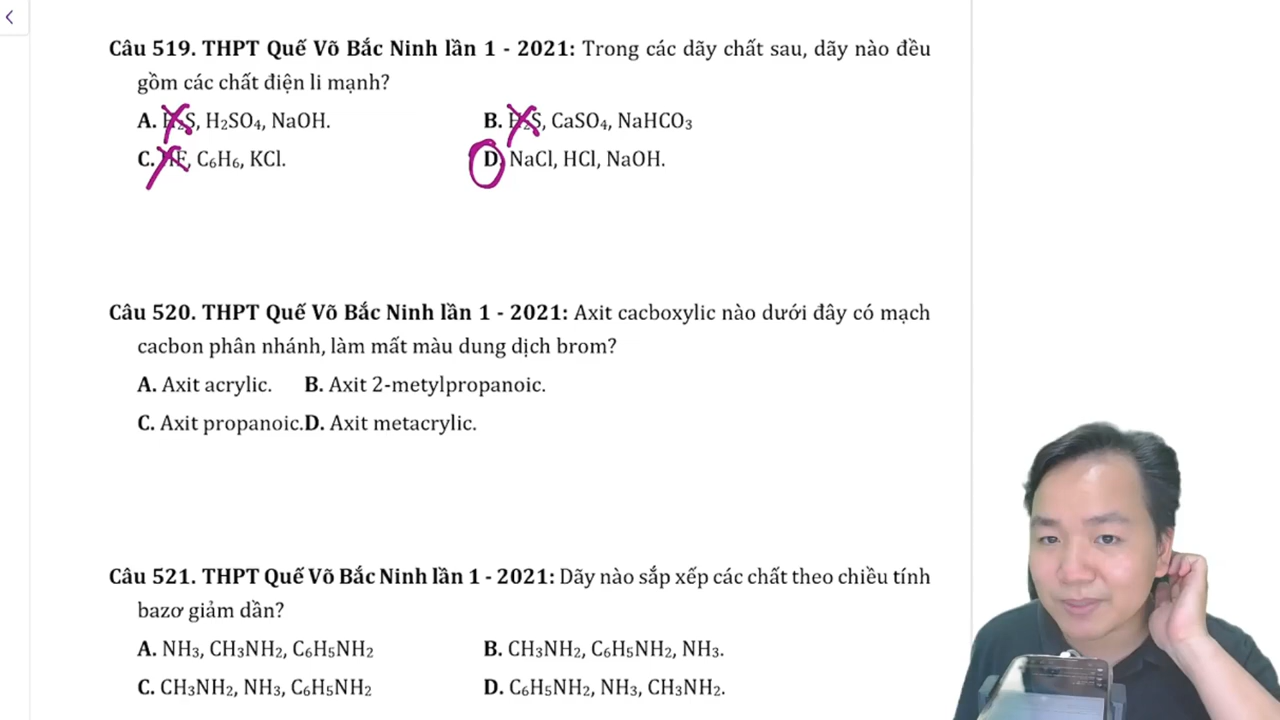 Câu 519. THPT Quế Võ Bắc Ninh lần 1 - 2021: Trong các dãy chất sau, dãy nào đều
gồm các chất điện li mạnh?
A. H₂S, H₂SO₄, NaOH. B. H₂S, CaSO₄, NaHCO₃
C. HF, C₆H₆, KCl. D. NaCl, HCl, NaOH.
Câu 520. THPT Quế Võ Bắc Ninh lần 1 - 2021: Axit cacboxylic nào dưới đây có mạch
cacbon phân nhánh, làm mất màu dung dịch brom?
A. Axit acrylic. B. Axit 2-metylpropanoic.
C. Axit propanoic.D. Axit metacrylic.
Câu 521. THPT Quế Võ Bắc Ninh lần 1 - 2021: Dãy nào sắp xếp các chất theo chiều tính
bazơ giảm dần?
A. NH₃, CH₃NH₂, C₆H₅NH₂ B. CH₃NH₂, C₆H₅NH₂, NH₃.
C. CH₃NH₂, NH₃, C₆H₅NH₂ D. C₆H₅NH₂, NH₃, CH₃NH₂.